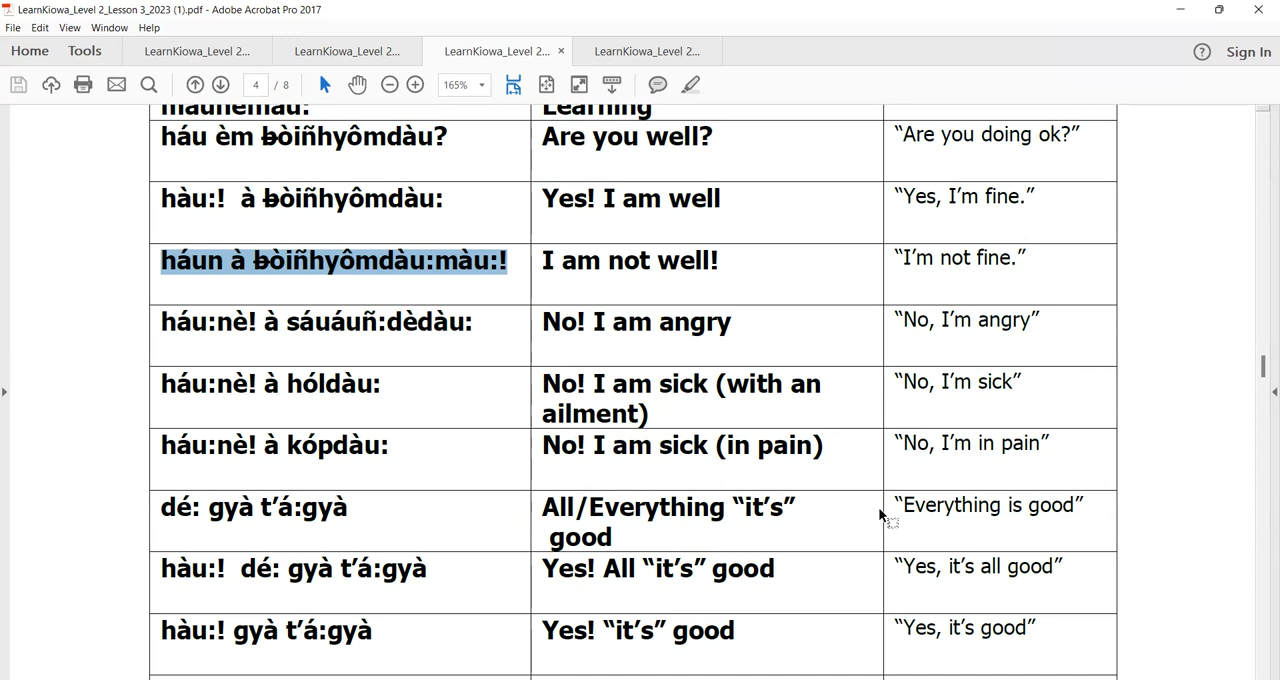 LearnKiowa_Level 2_Lesson 3_2023 (1).pdf - Adobe Acrobat Pro 2017
File Edit View Window Help
Home Tools LearnKiowa_Level 2... LearnKiowa_Level 2... LearnKiowa_Level 2... × LearnKiowa_Level 2... Sign In
4 / 8 165%
Learning
háu èm b̶òiñhyômdàu? Are you well? “Are you doing ok?”
hàu:! à b̶òiñhyômdàu: Yes! I am well “Yes, I’m fine.”
háun à b̶òiñhyômdàu:màu:! I am not well! “I’m not fine.”
háu:nè! à sáuáuñ:dèdàu: No! I am angry “No, I’m angry”
háu:nè! à hóldàu: No! I am sick (with an “No, I’m sick”
ailment)
háu:nè! à kópdàu: No! I am sick (in pain) “No, I’m in pain”
dé: gyà t’á:gyà All/Everything “it’s” “Everything is good”
good
hàu:! dé: gyà t’á:gyà Yes! All “it’s” good “Yes, it’s all good”
hàu:! gyà t’á:gyà Yes! “it’s” good “Yes, it’s good”